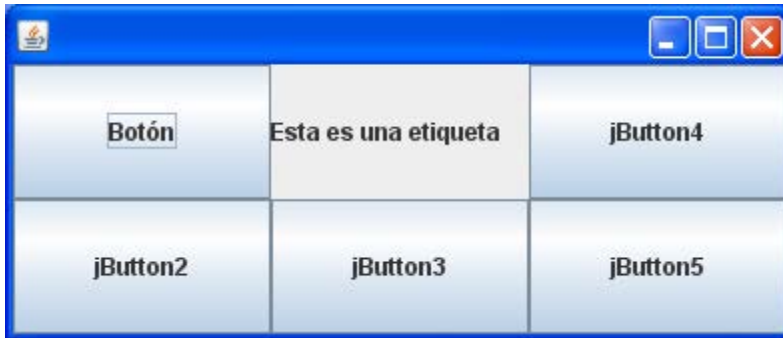 Botón
Esta es una etiqueta
jButton4
jButton2
jButton3
jButton5